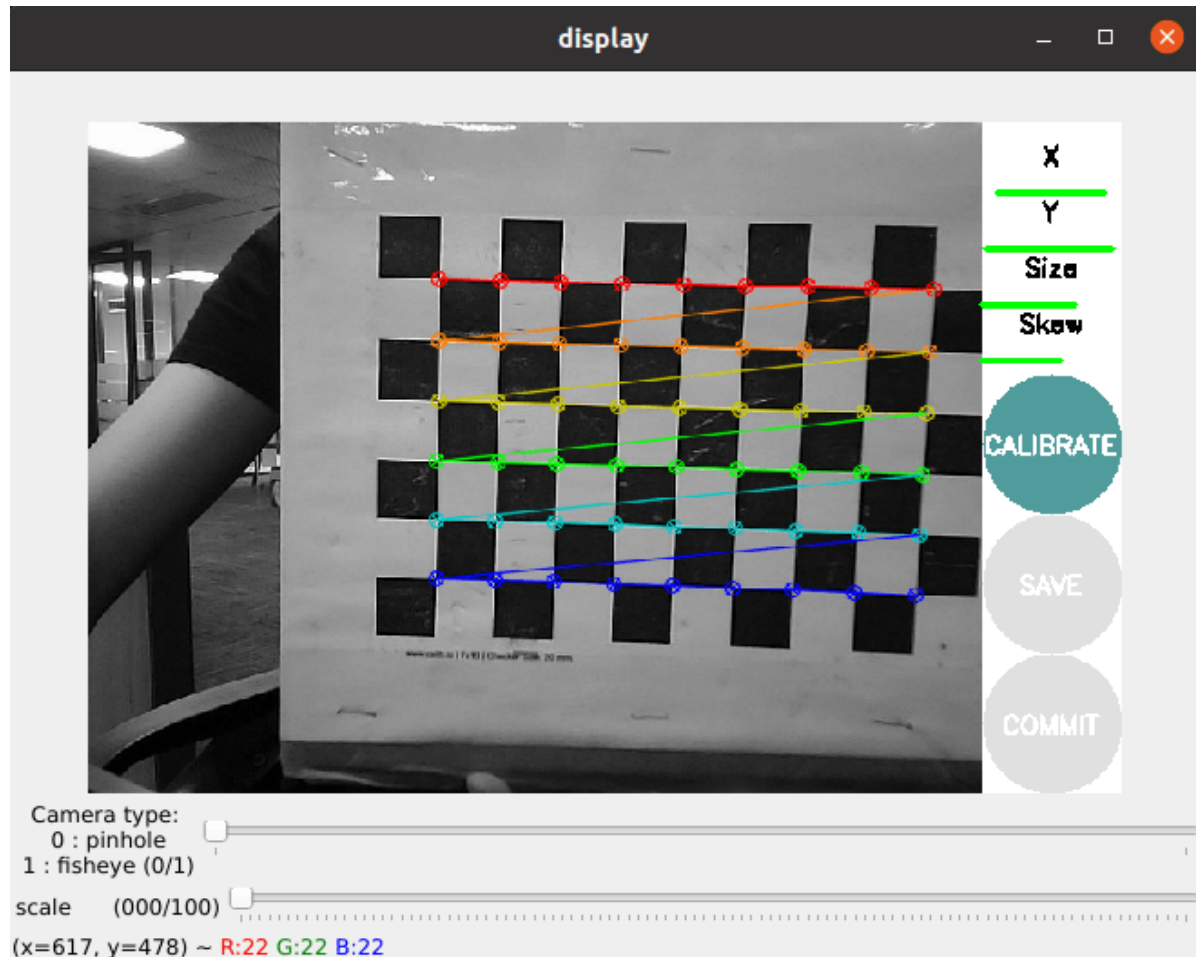 display
X
Y
Size
Skew
CALIBRATE
SAVE
COMMIT
Camera type:
0 : pinhole
1 : fisheye (0/1)
scale (000/100)
(x=617, y=478) ~ R:22 G:22 B:22